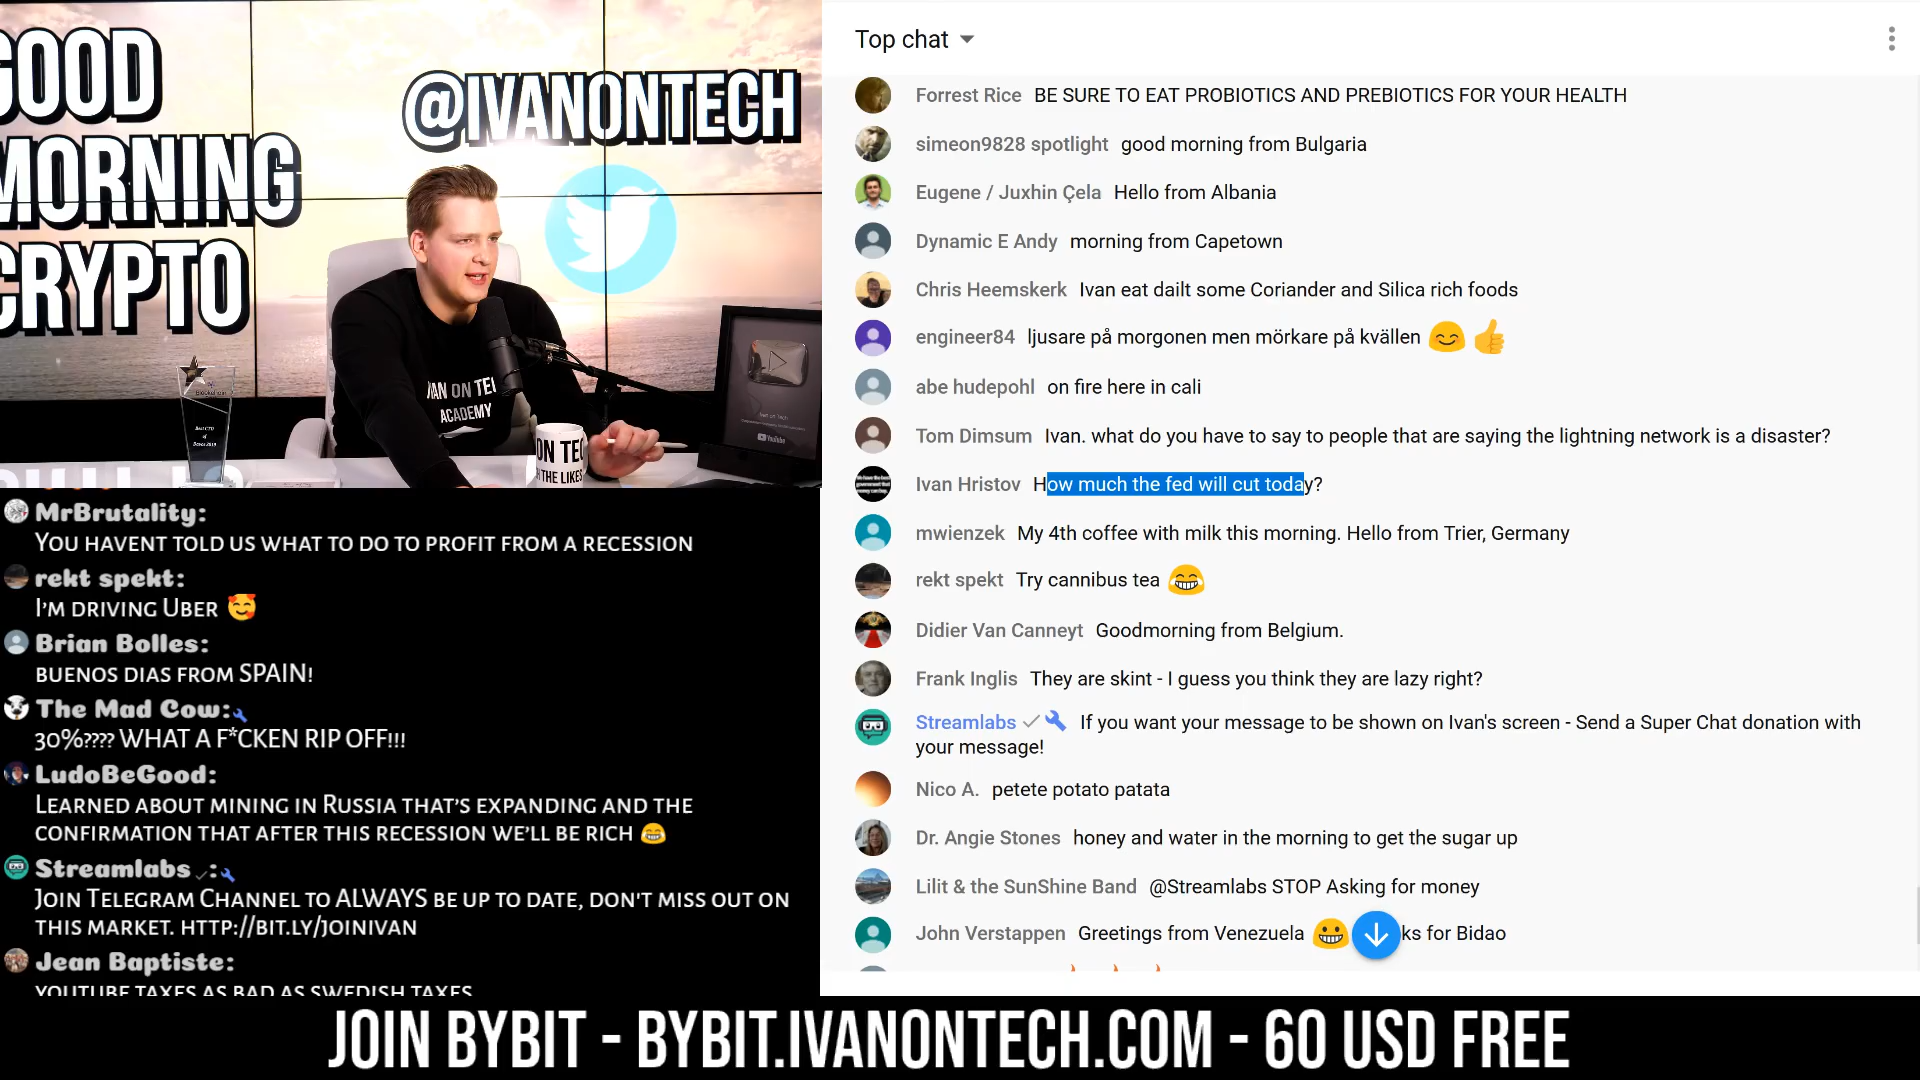 GOOD
MORNING
CRYPTO
@IVANONTECH
IVAN ON TE
ACADEMY
ON TE
THE LIKES
YouTube
MrBrutality:
YOU HAVENT TOLD US WHAT TO DO TO PROFIT FROM A RECESSION
rekt spekt:
I'M DRIVING UBER 🥰
Brian Bolles:
BUENOS DIAS FROM SPAIN!
The Mad Cow:
30%???? WHAT A F*CKEN RIP OFF!!!
LudoBeGood:
LEARNED ABOUT MINING IN RUSSIA THAT'S EXPANDING AND THE
CONFIRMATION THAT AFTER THIS RECESSION WE'LL BE RICH 😂
Streamlabs ✓:
JOIN TELEGRAM CHANNEL TO ALWAYS BE UP TO DATE, DON'T MISS OUT ON
THIS MARKET. HTTP://BIT.LY/JOINIVAN
Jean Baptiste:
YOUTUBE TAXES AS BAD AS SWEDISH TAXES
Top chat
Forrest Rice BE SURE TO EAT PROBIOTICS AND PREBIOTICS FOR YOUR HEALTH
simeon9828 spotlight good morning from Bulgaria
Eugene / Juxhin Çela Hello from Albania
Dynamic E Andy morning from Capetown
Chris Heemskerk Ivan eat dailt some Coriander and Silica rich foods
engineer84 ljusare på morgonen men mörkare på kvällen 😊 👍
abe hudepohl on fire here in cali
Tom Dimsum Ivan. what do you have to say to people that are saying the lightning network is a disaster?
Ivan Hristov How much the fed will cut today?
mwienzek My 4th coffee with milk this morning. Hello from Trier, Germany
rekt spekt Try cannibus tea 😂
Didier Van Canneyt Goodmorning from Belgium.
Frank Inglis They are skint - I guess you think they are lazy right?
Streamlabs ✓ If you want your message to be shown on Ivan's screen - Send a Super Chat donation with
your message!
Nico A. petete potato patata
Dr. Angie Stones honey and water in the morning to get the sugar up
Lilit & the SunShine Band @Streamlabs STOP Asking for money
John Verstappen Greetings from Venezuela 😀 ks for Bidao
JOIN BYBIT - BYBIT.IVANONTECH.COM - 60 USD FREE